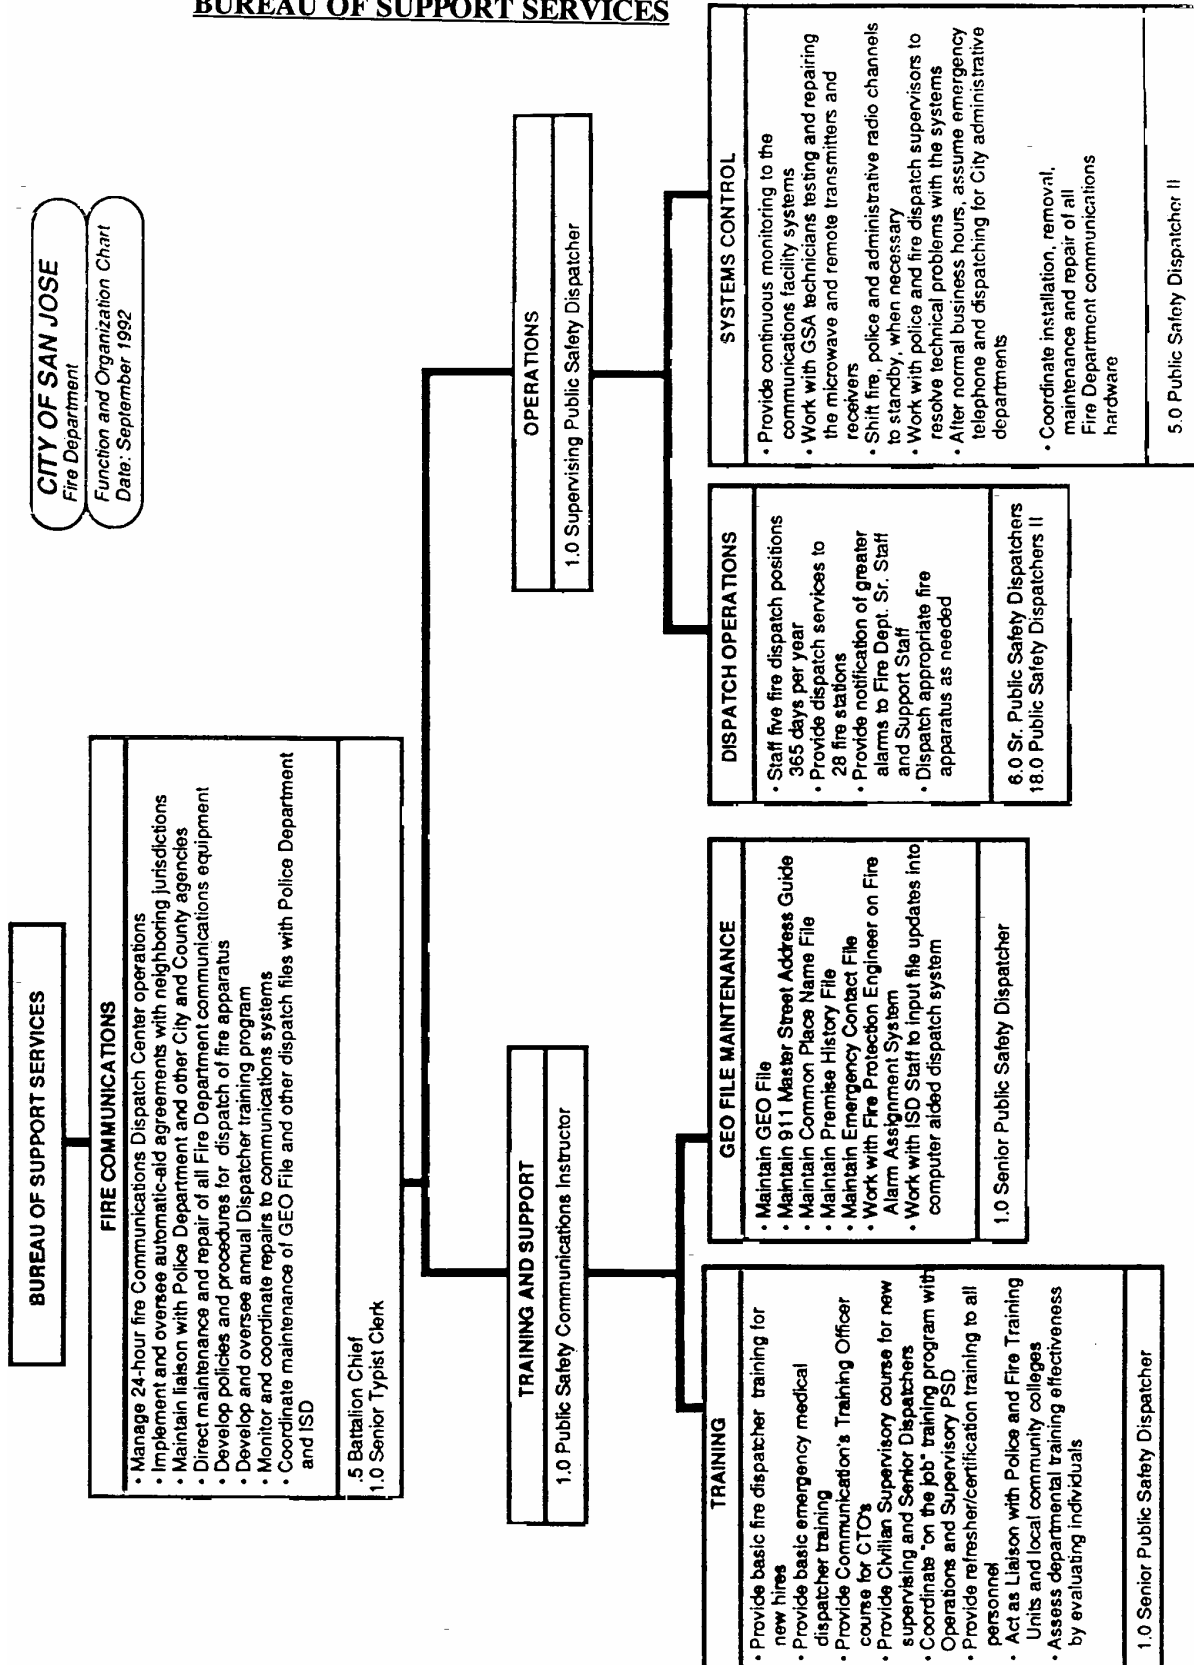 BUREAU OF SUPPORT SERVICES
CITY OF SAN JOSE
Fire Department
Function and Organization Chart
Date: September 1992
BUREAU OF SUPPORT SERVICES
FIRE COMMUNICATIONS
• Manage 24-hour fire Communications Dispatch Center operations
• Implement and oversee automatic-aid agreements with neighboring jurisdictions
• Maintain liaison with Police Department and other City and County agencies
• Direct maintenance and repair of all Fire Department communications equipment
• Develop policies and procedures for dispatch of fire apparatus
• Develop and oversee annual Dispatcher training program
• Monitor and coordinate repairs to communications systems
• Coordinate maintenance of GEO File and other dispatch files with Police Department
and ISD
.5 Battalion Chief
1.0 Senior Typist Clerk
TRAINING AND SUPPORT
1.0 Public Safety Communications Instructor
OPERATIONS
1.0 Supervising Public Safety Dispatcher
TRAINING
• Provide basic fire dispatcher training for
new hires
• Provide basic emergency medical
dispatcher training
• Provide Communication's Training Officer
course for CTO's
• Provide Civilian Supervisory course for new
supervising and Senior Dispatchers
• Coordinate "on the job" training program with
Operations and Supervisory PSD
• Provide refresher/certification training to all
personnel
• Act as Liaison with Police and Fire Training
Units and local community colleges
• Assess departmental training effectiveness
by evaluating individuals
1.0 Senior Public Safety Dispatcher
GEO FILE MAINTENANCE
• Maintain GEO File
• Maintain 911 Master Street Address Guide
• Maintain Common Place Name File
• Maintain Premise History File
• Maintain Emergency Contact File
• Work with Fire Protection Engineer on Fire
Alarm Assignment System
• Work with ISD Staff to input file updates into
computer aided dispatch system
1.0 Senior Public Safety Dispatcher
DISPATCH OPERATIONS
• Staff five fire dispatch positions
365 days per year
• Provide dispatch services to
28 fire stations
• Provide notification of greater
alarms to Fire Dept. Sr. Staff
and Support Staff
• Dispatch appropriate fire
apparatus as needed
6.0 Sr. Public Safety Dispatchers
18.0 Public Safety Dispatchers II
SYSTEMS CONTROL
• Provide continuous monitoring to the
communications facility systems
• Work with GSA technicians testing and repairing
the microwave and remote transmitters and
receivers
• Shift fire, police and administrative radio channels
to standby, when necessary
• Work with police and fire dispatch supervisors to
resolve technical problems with the systems
• After normal business hours, assume emergency
telephone and dispatching for City administrative
departments
• Coordinate installation, removal,
maintenance and repair of all
Fire Department communications
hardware
5.0 Public Safety Dispatcher II